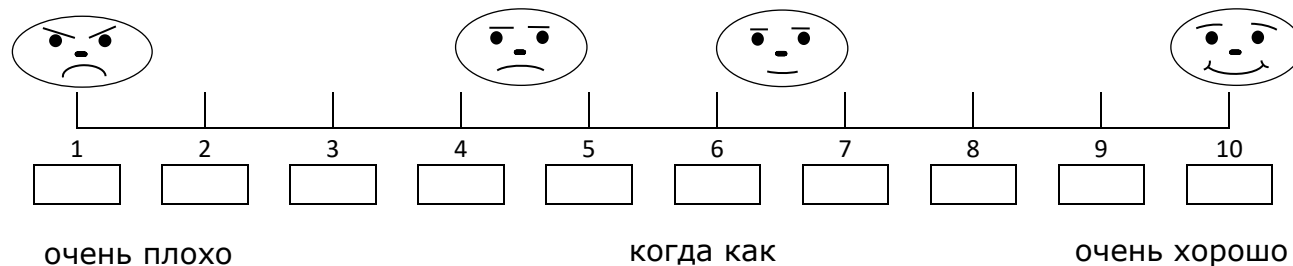 1 2 3 4 5 6 7 8 9 10
очень плохо когда как очень хорошо